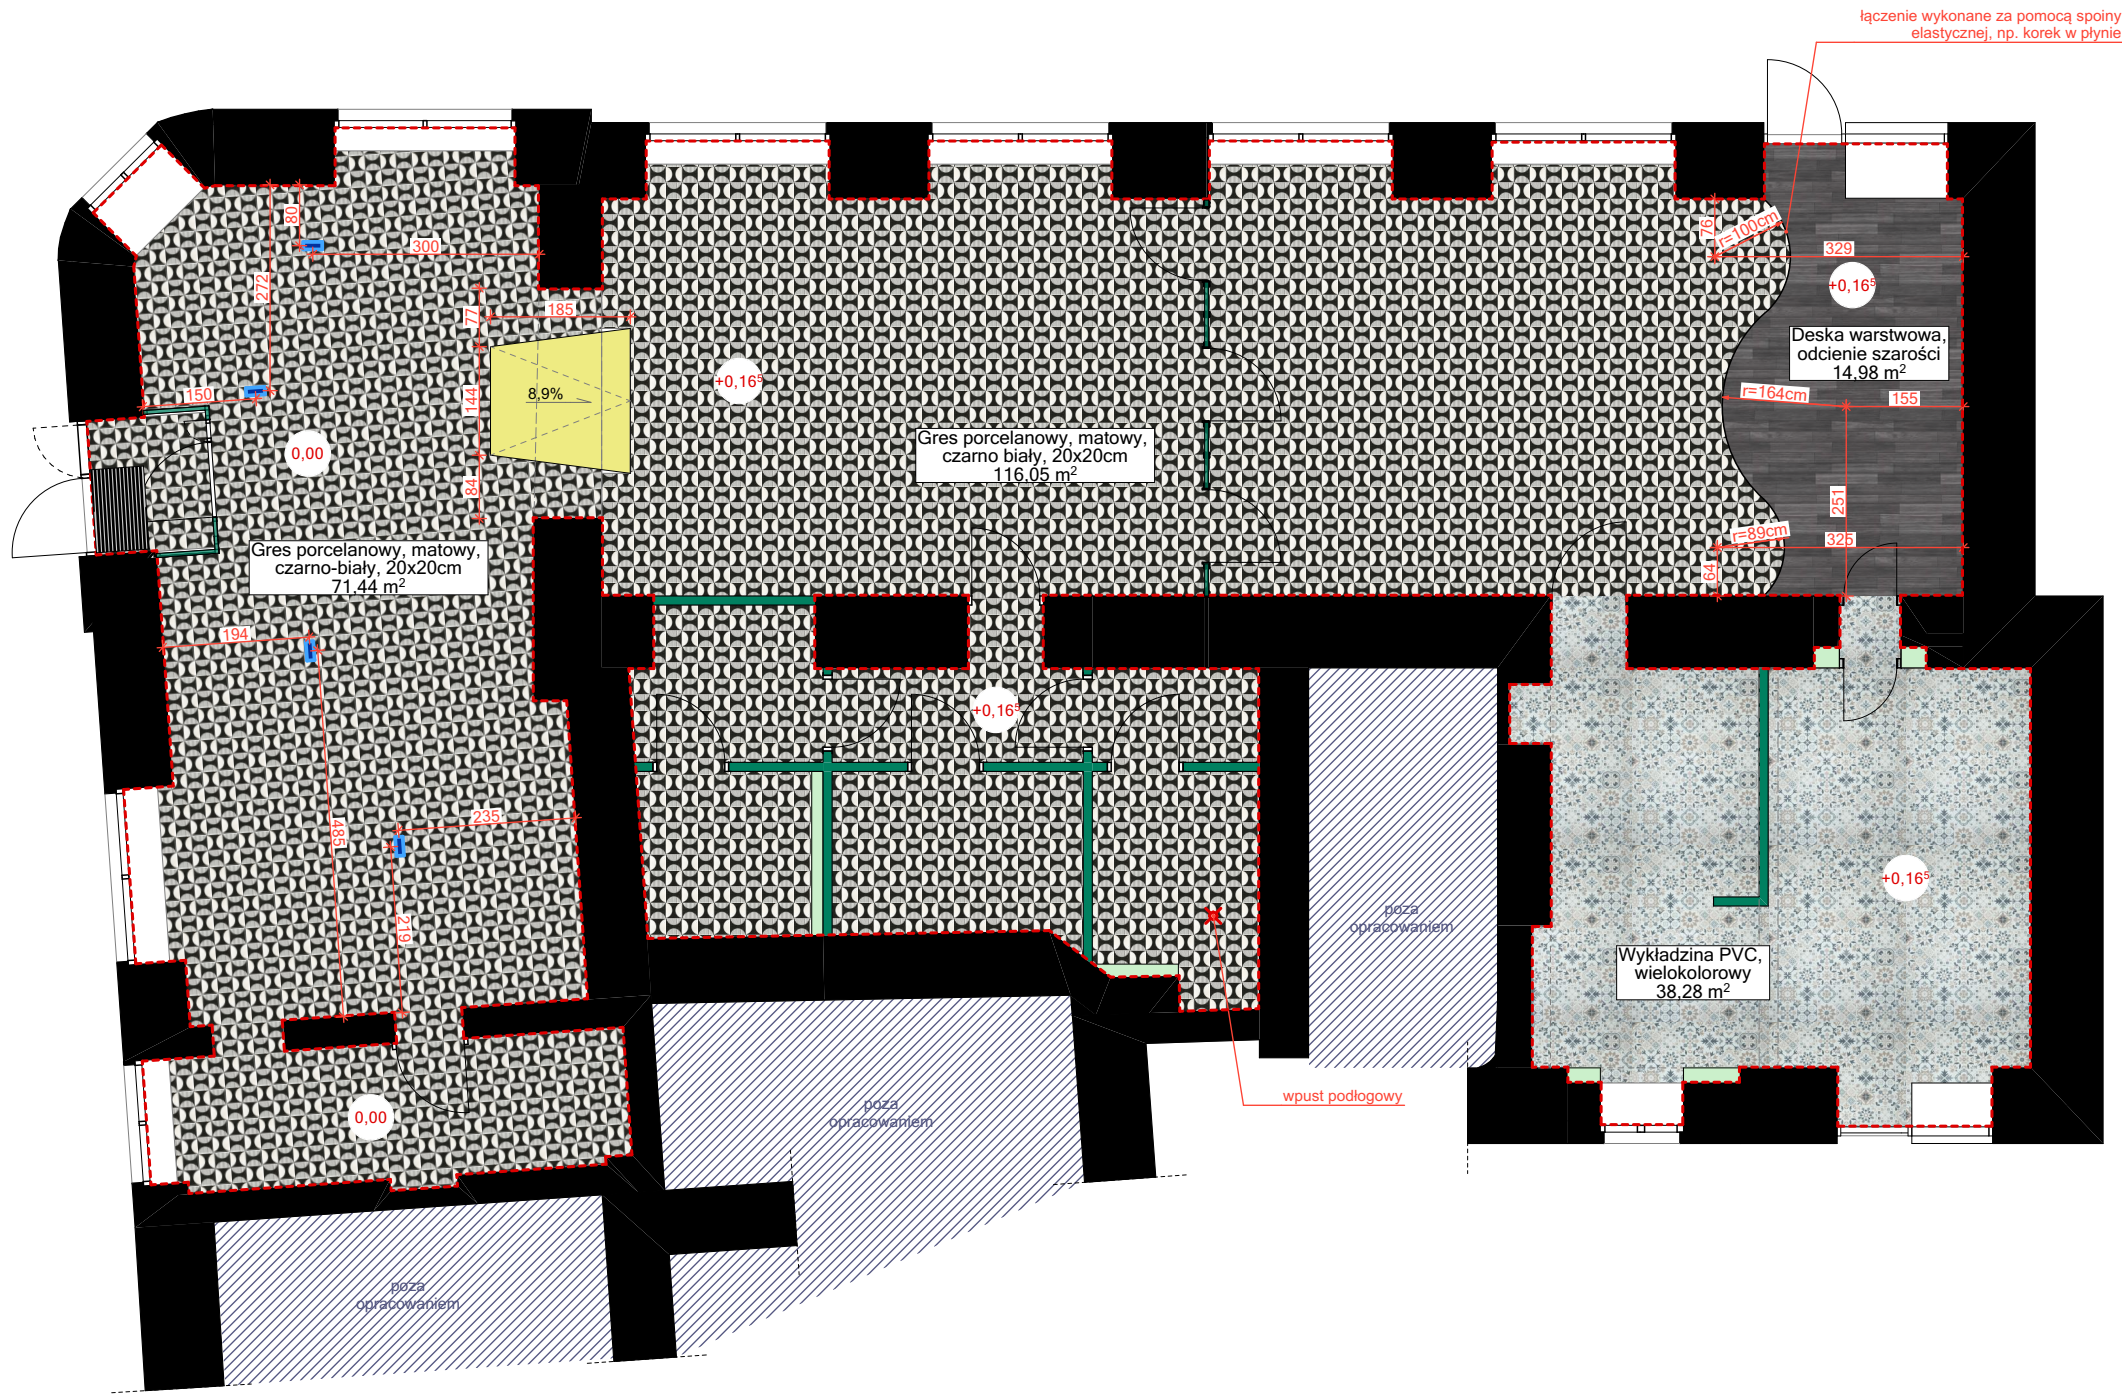 łączenie wykonane za pomocą spoiny
elastycznej, np. korek w płynie
80
300
272
76
r=100cm
329
+0,16⁵
185
77
Deska warstwowa,
odcienie szarości
14,98 m²
+0,16⁵
150
144
8,9%
r=164cm
155
0,00
Gres porcelanowy, matowy,
czarno biały, 20x20cm
116,05 m²
84
251
r=89cm
325
64
Gres porcelanowy, matowy,
czarno-biały, 20x20cm
71,44 m²
194
+0,16⁵
485
235
219
+0,16⁵
poza
opracowaniem
Wykładzina PVC,
wielokolorowy
38,28 m²
wpust podłogowy
poza
opracowaniem
0,00
poza
opracowaniem